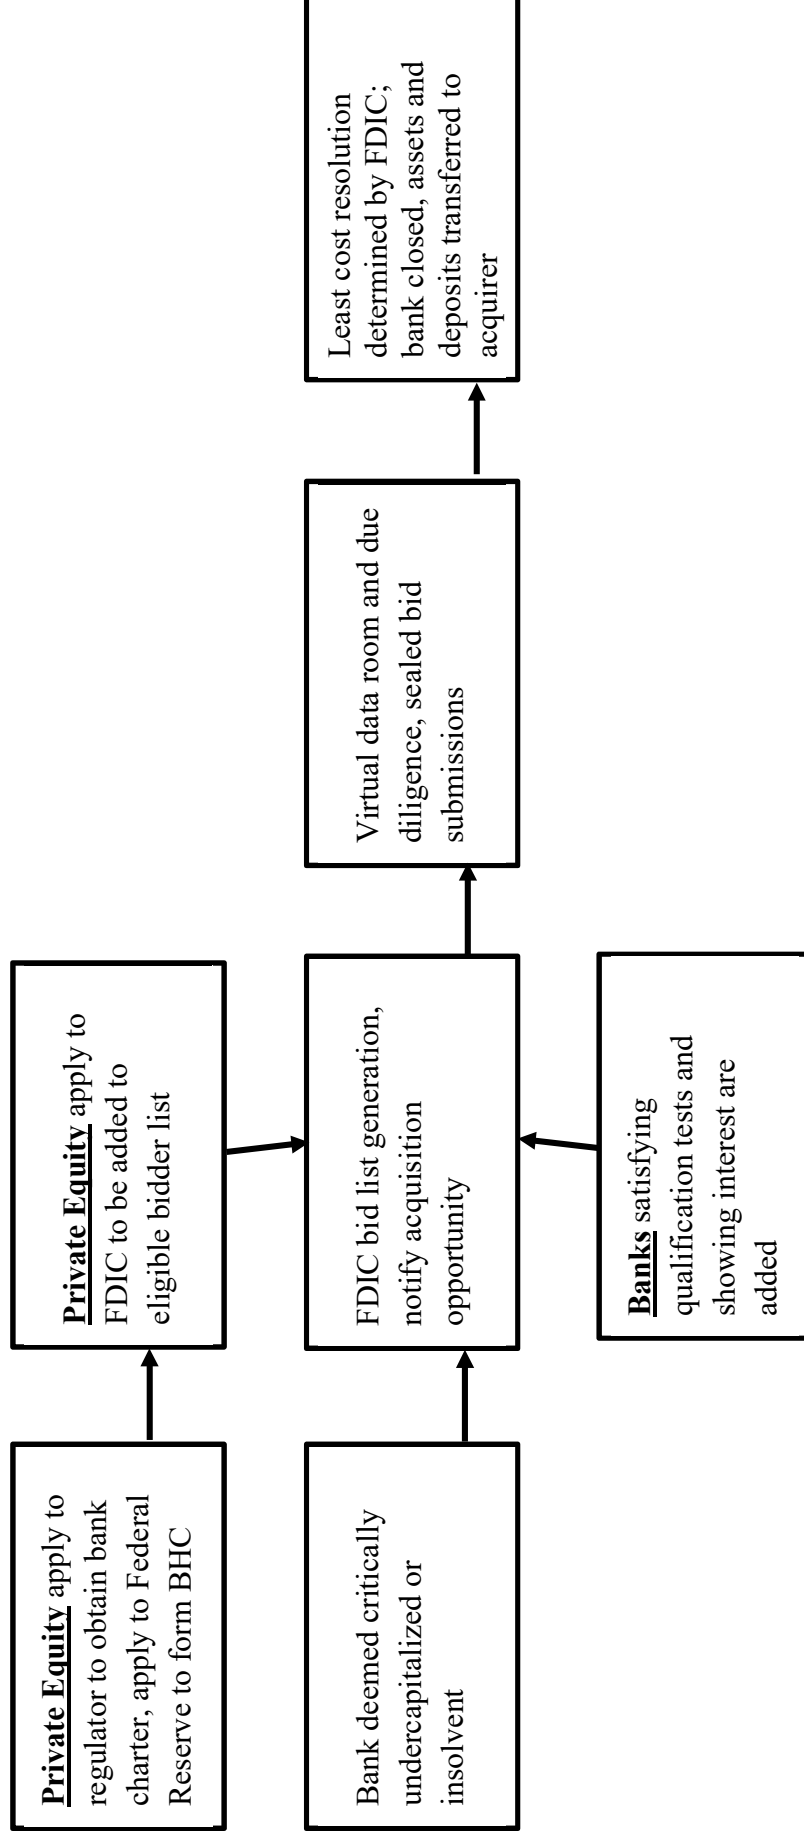 Private Equity apply to
regulator to obtain bank
charter, apply to Federal
Reserve to form BHC
Private Equity apply to
FDIC to be added to
eligible bidder list
Bank deemed critically
undercapitalized or
insolvent
FDIC bid list generation,
notify acquisition
opportunity
Virtual data room and due
diligence, sealed bid
submissions
Least cost resolution
determined by FDIC;
bank closed, assets and
deposits transferred to
acquirer
Banks satisfying
qualification tests and
showing interest are
added